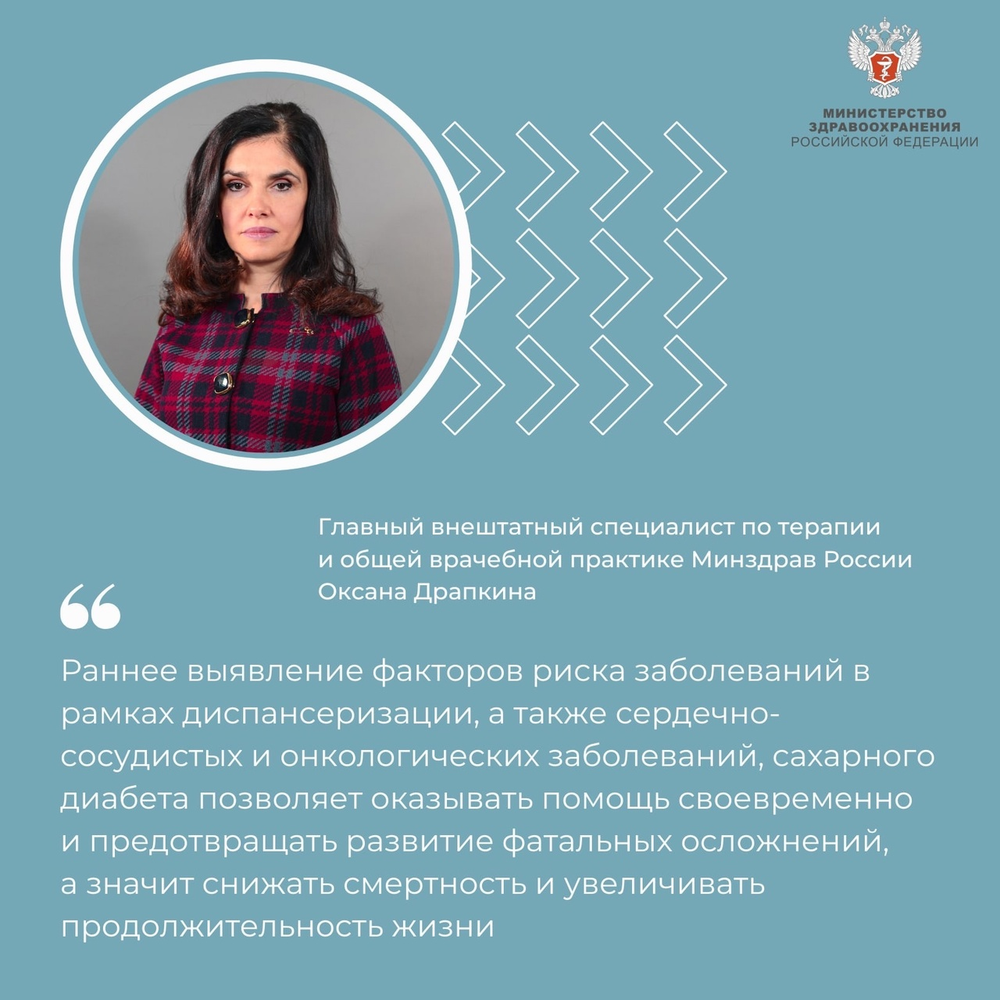 МИНИСТЕРСТВО
ЗДРАВООХРАНЕНИЯ
РОССИЙСКОЙ ФЕДЕРАЦИИ
Главный внештатный специалист по терапии
и общей врачебной практике Минздрав России
Оксана Драпкина
“
Раннее выявление факторов риска заболеваний в
рамках диспансеризации, а также сердечно-
сосудистых и онкологических заболеваний, сахарного
диабета позволяет оказывать помощь своевременно
и предотвращать развитие фатальных осложнений,
а значит снижать смертность и увеличивать
продолжительность жизни